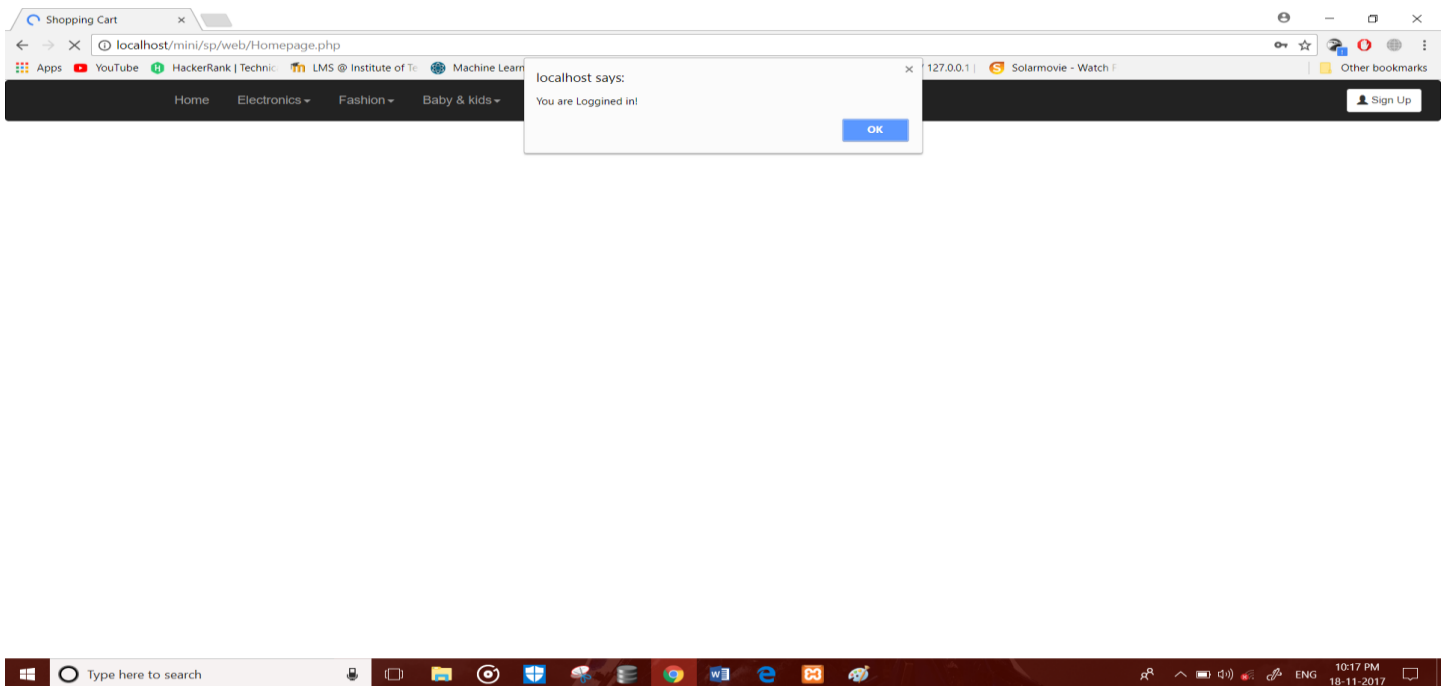 Shopping Cart
localhost/mini/sp/web/Homepage.php
Apps YouTube HackerRank | Technic LMS @ Institute of Te Machine Learn 127.0.0.1 | Solarmovie - Watch F Other bookmarks
localhost says:
You are Loggined in!
OK
Home Electronics Fashion Baby & kids Sign Up
Type here to search ENG 10:17 PM
18-11-2017